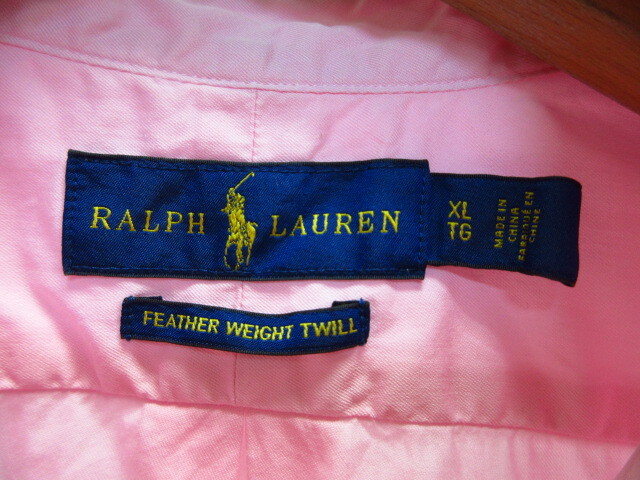 RALPH LAUREN
XL
TG
MADE IN
CHINA
FABRIQUÉ EN
CHINE
FEATHER WEIGHT TWILL